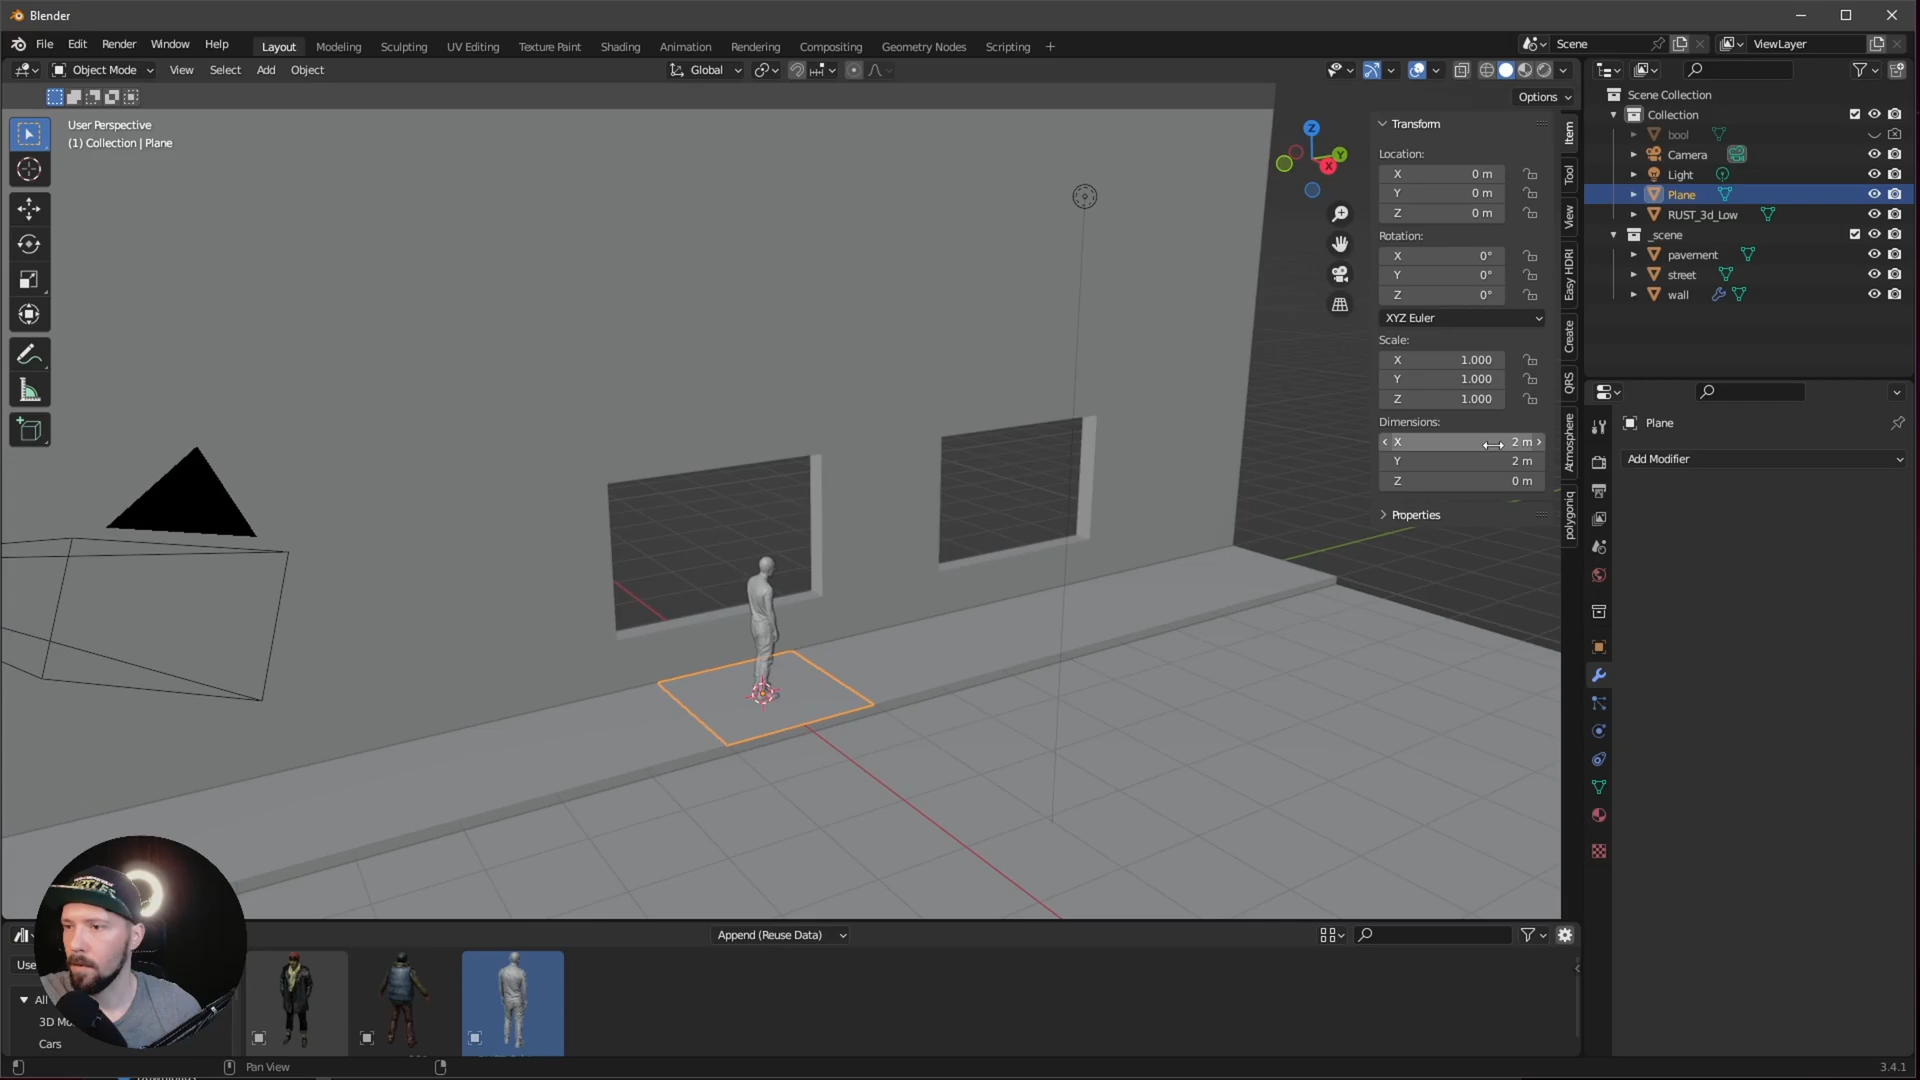 Blender
File Edit Render Window Help
Layout Modeling Sculpting UV Editing Texture Paint Shading Animation Rendering Compositing Geometry Nodes Scripting +
Scene
ViewLayer
Object Mode View Select Add Object
Global
Options
User Perspective
(1) Collection | Plane
Z
Y
X
Transform
Location:
X 0 m
Y 0 m
Z 0 m
Rotation:
X 0°
Y 0°
Z 0°
XYZ Euler
Scale:
X 1.000
Y 1.000
Z 1.000
Dimensions:
X 2 m
Y 2 m
Z 0 m
Properties
Item
Tool
View
Easy HDRI
Create
QRS
Atmosphere
polygoniq
Scene Collection
Collection
bool
Camera
Light
Plane
RUST_3d_Low
_scene
pavement
street
wall
Plane
Add Modifier
Append (Reuse Data)
Use
All
3D Mo
Cars
Pan View
3.4.1